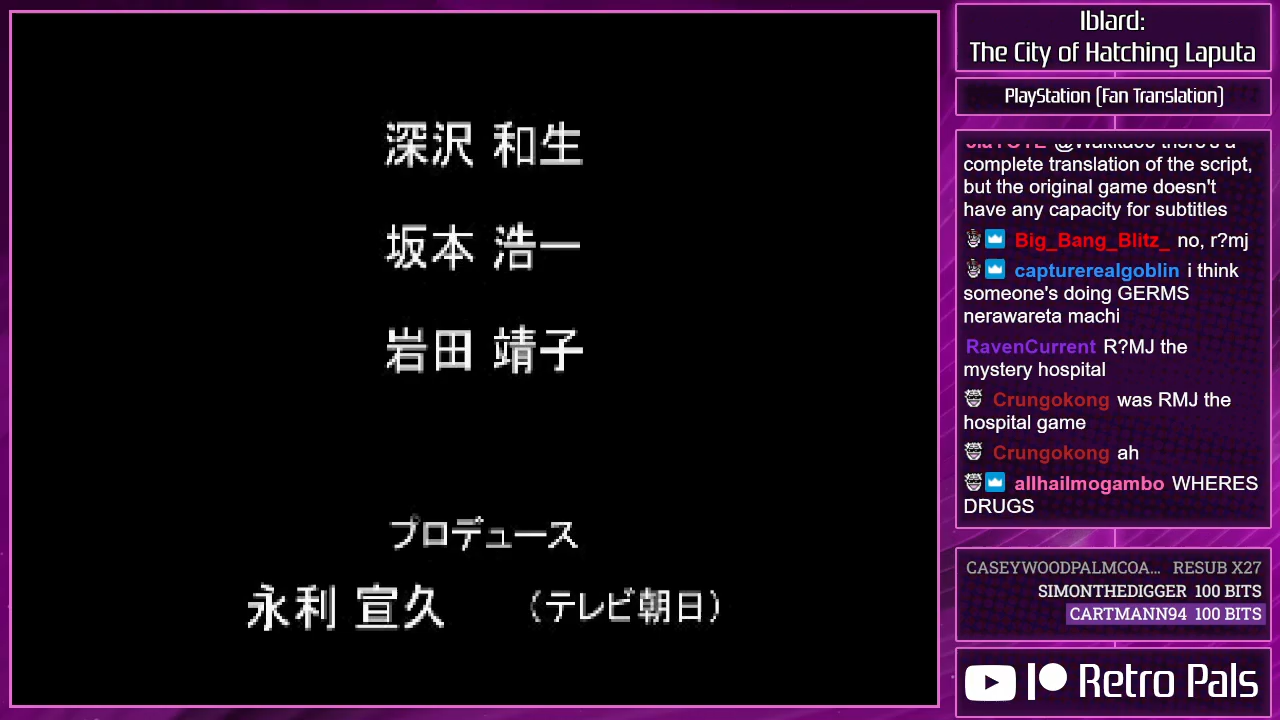 深沢 和生
坂本 浩一
岩田 靖子
プロデュース
永利 宣久 （テレビ朝日）
Iblard:
The City of Hatching Laputa
PlayStation (Fan Translation)
complete translation of the script,
but the original game doesn't
have any capacity for subtitles
Big_Bang_Blitz_ no, r?mj
capturerealgoblin i think
someone's doing GERMS
nerawareta machi
RavenCurrent R?MJ the
mystery hospital
Crungokong was RMJ the
hospital game
Crungokong ah
allhailmogambo WHERES
DRUGS
CASEYWOODPALMCOA... RESUB X27
SIMONTHEDIGGER 100 BITS
CARTMANN94 100 BITS
Retro Pals